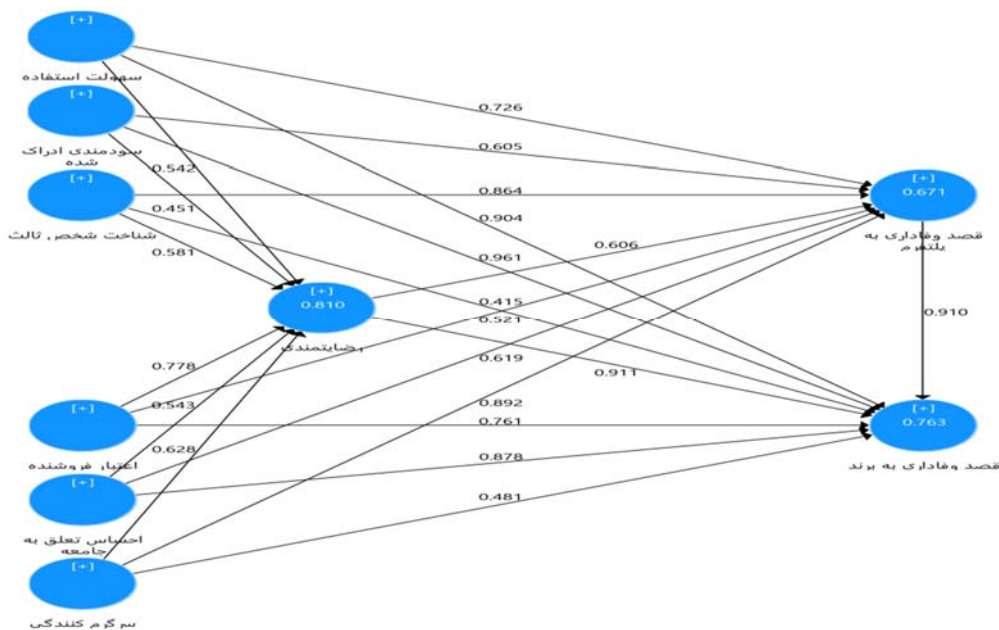 [+]
سهولت استفاده
[+]
سودمندی ادراک
شده
[+]
شناخت شخص ثالث
0.726
0.605
0.542
0.864
0.451
0.904
0.581
0.961
0.606
[+]
0.671
قصد وفاداری به
پلتفرم
[+]
0.810
رضایتمندی
0.415
0.521
0.910
0.778
0.619
0.911
0.543
0.892
0.761
[+]
0.763
قصد وفاداری به برند
[+]
اعتبار فروشنده
0.628
0.878
[+]
احساس تعلق به
جامعه
0.481
[+]
سرگرم کنندگی